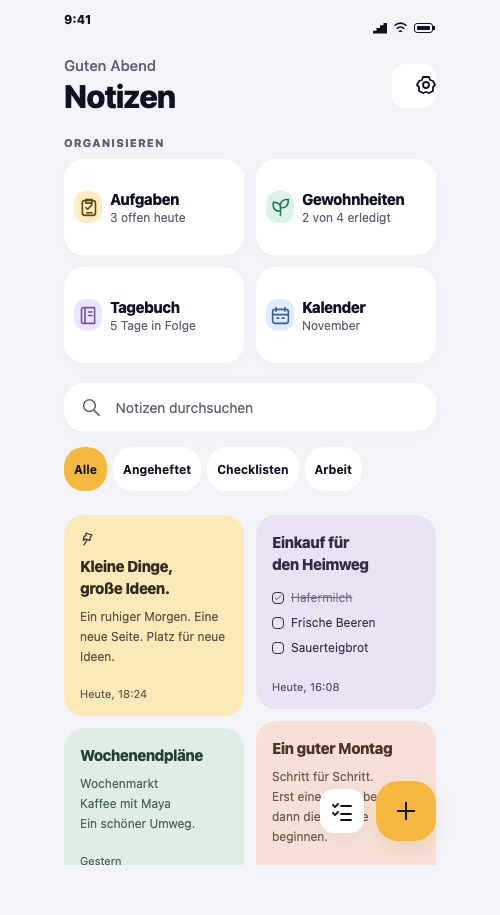 9:41
Guten Abend
Notizen
ORGANISIEREN
Aufgaben
3 offen heute
Gewohnheiten
2 von 4 erledigt
Tagebuch
5 Tage in Folge
Kalender
November
Notizen durchsuchen
Alle
Angeheftet
Checklisten
Arbeit
Kleine Dinge,
große Ideen.
Ein ruhiger Morgen. Eine
neue Seite. Platz für neue
Ideen.
Heute, 18:24
Einkauf für
den Heimweg
Hafermilch
Frische Beeren
Sauerteigbrot
Heute, 16:08
Wochenendpläne
Wochenmarkt
Kaffee mit Maya
Ein schöner Umweg.
Gestern
Ein guter Montag
Schritt für Schritt.
Erst
dann
beginnen.